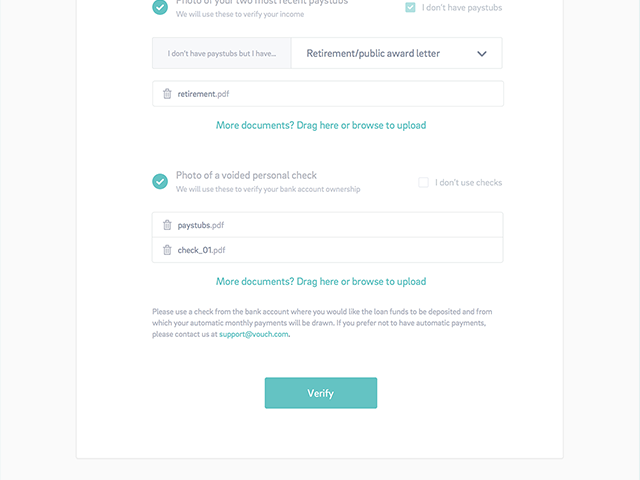 Photo of your two most recent paystubs
We will use these to verify your income
I don't have paystubs
I don't have paystubs but I have...
Retirement/public award letter
retirement.pdf
More documents? Drag here or browse to upload
Photo of a voided personal check
We will use these to verify your bank account ownership
I don't use checks
paystubs.pdf
check_01.pdf
More documents? Drag here or browse to upload
Please use a check from the bank account where you would like the loan funds to be deposited and from
which your automatic monthly payments will be drawn. If you prefer not to have automatic payments,
please contact us at support@vouch.com.
Verify